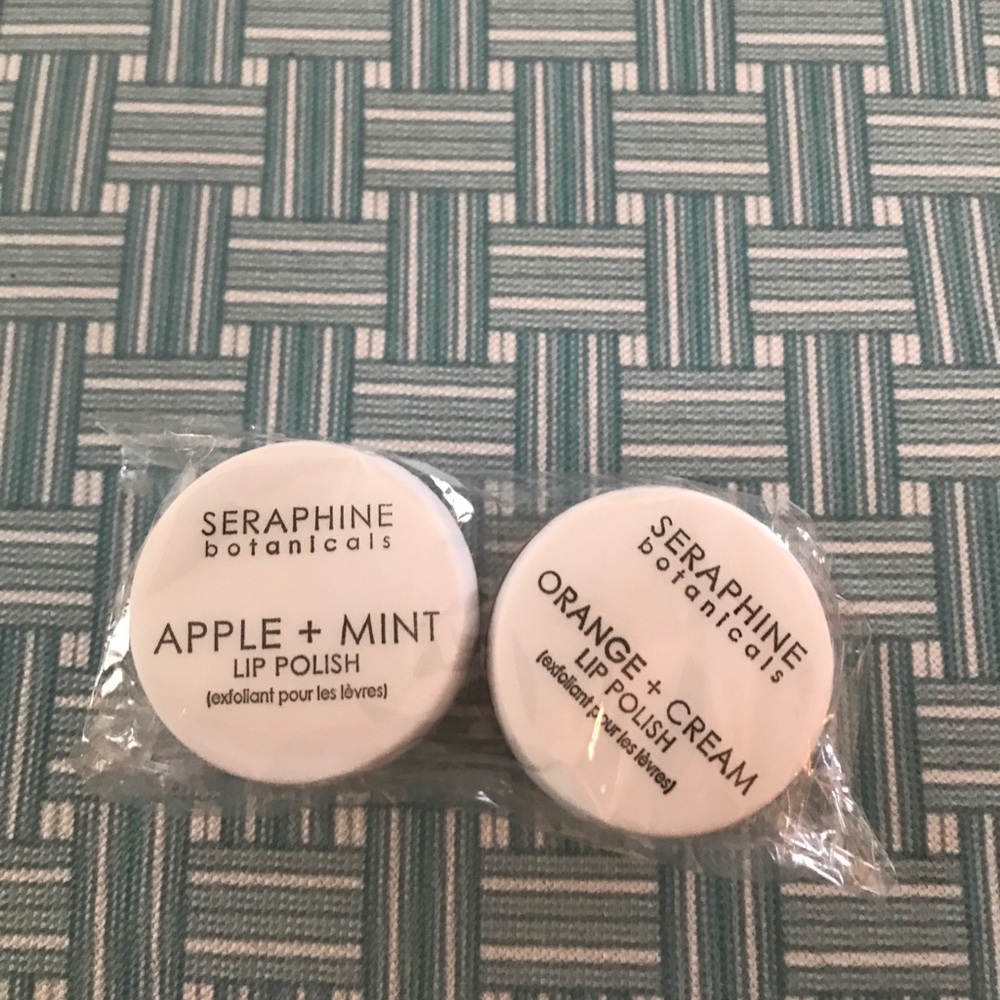 SERAPHINE
botanicals
APPLE + MINT
LIP POLISH
(exfoliant pour les lèvres)
SERAPHINE
botanicals
ORANGE + CREAM
LIP POLISH
(exfoliant pour les lèvres)